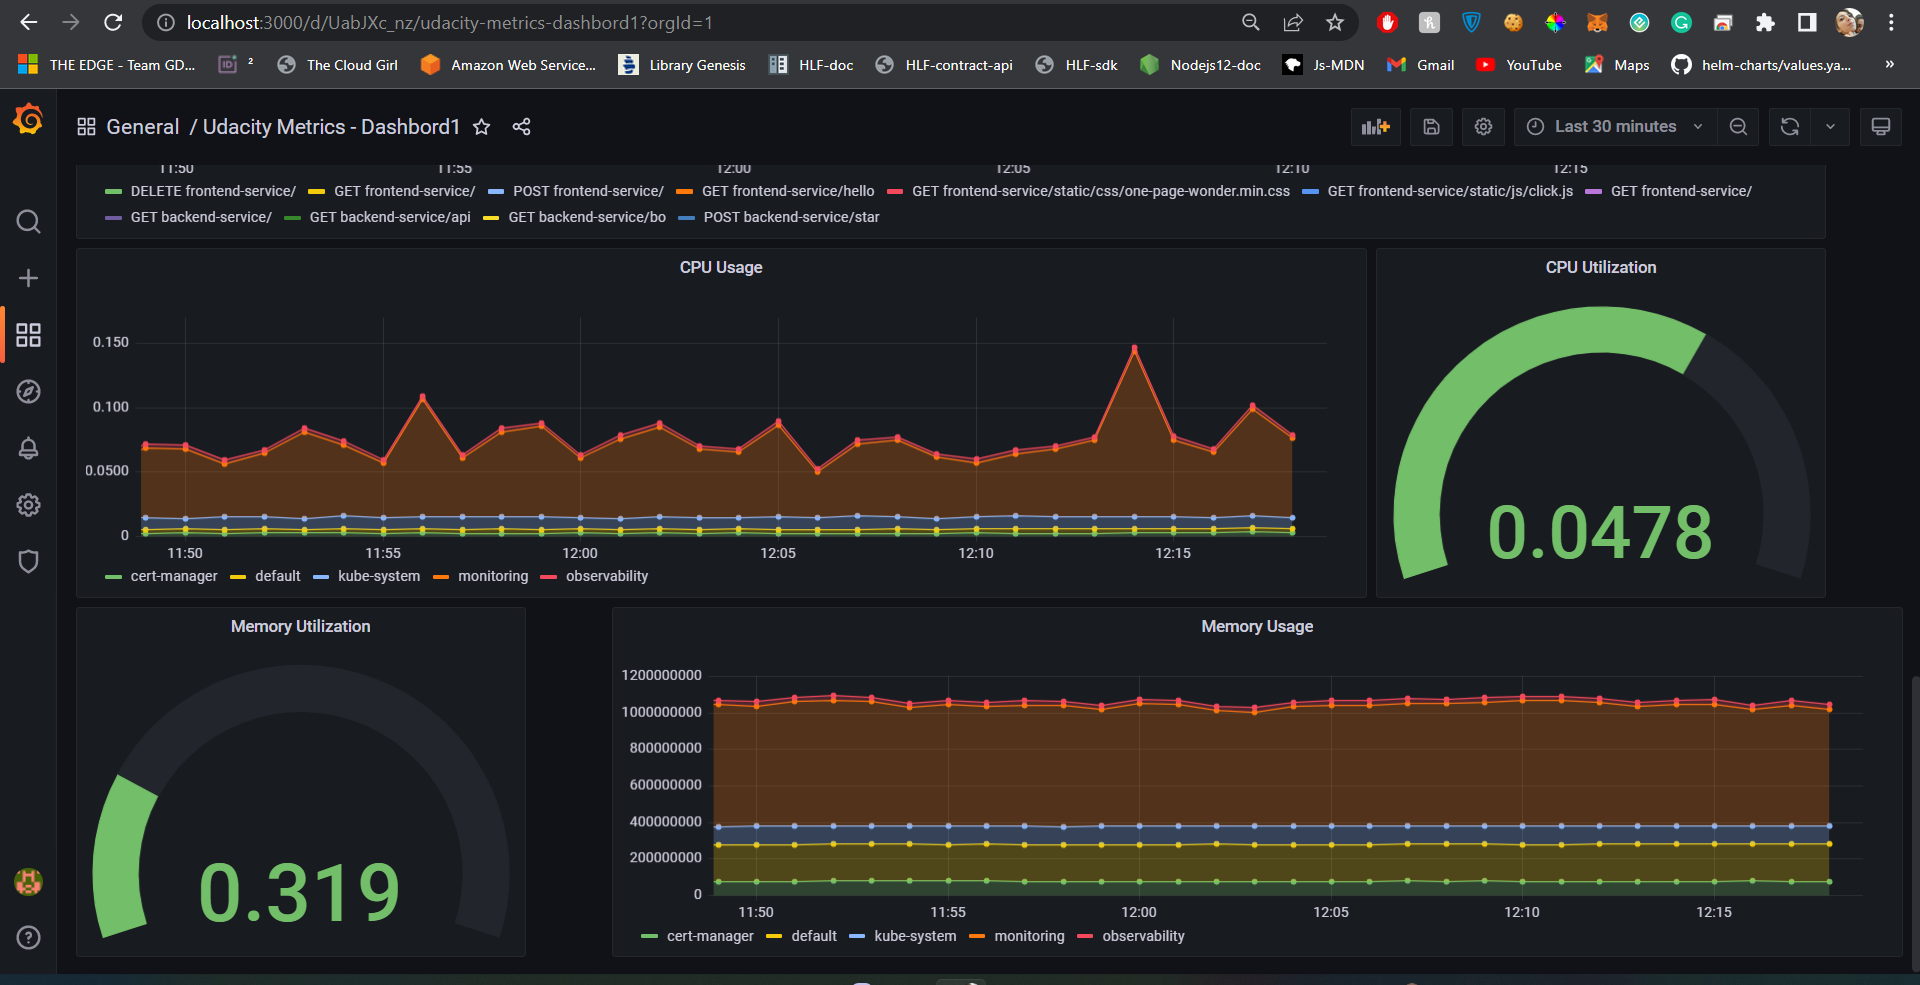 localhost:3000/d/UabJXc_nz/udacity-metrics-dashbord1?orgId=1
THE EDGE - Team GD... ID 2 The Cloud Girl Amazon Web Service... Library Genesis HLF-doc HLF-contract-api HLF-sdk Nodejs12-doc Js-MDN Gmail YouTube Maps helm-charts/values.ya... »
General / Udacity Metrics - Dashbord1 Last 30 minutes
11:50 11:55 12:00 12:05 12:10 12:15
DELETE frontend-service/ GET frontend-service/ POST frontend-service/ GET frontend-service/hello GET frontend-service/static/css/one-page-wonder.min.css GET frontend-service/static/js/click.js GET frontend-service/
GET backend-service/ GET backend-service/api GET backend-service/bo POST backend-service/star
CPU Usage
0.150
0.100
0.0500
0
11:50 11:55 12:00 12:05 12:10 12:15
cert-manager default kube-system monitoring observability
CPU Utilization
0.0478
Memory Utilization
0.319
Memory Usage
1200000000
1000000000
800000000
600000000
400000000
200000000
0
11:50 11:55 12:00 12:05 12:10 12:15
cert-manager default kube-system monitoring observability